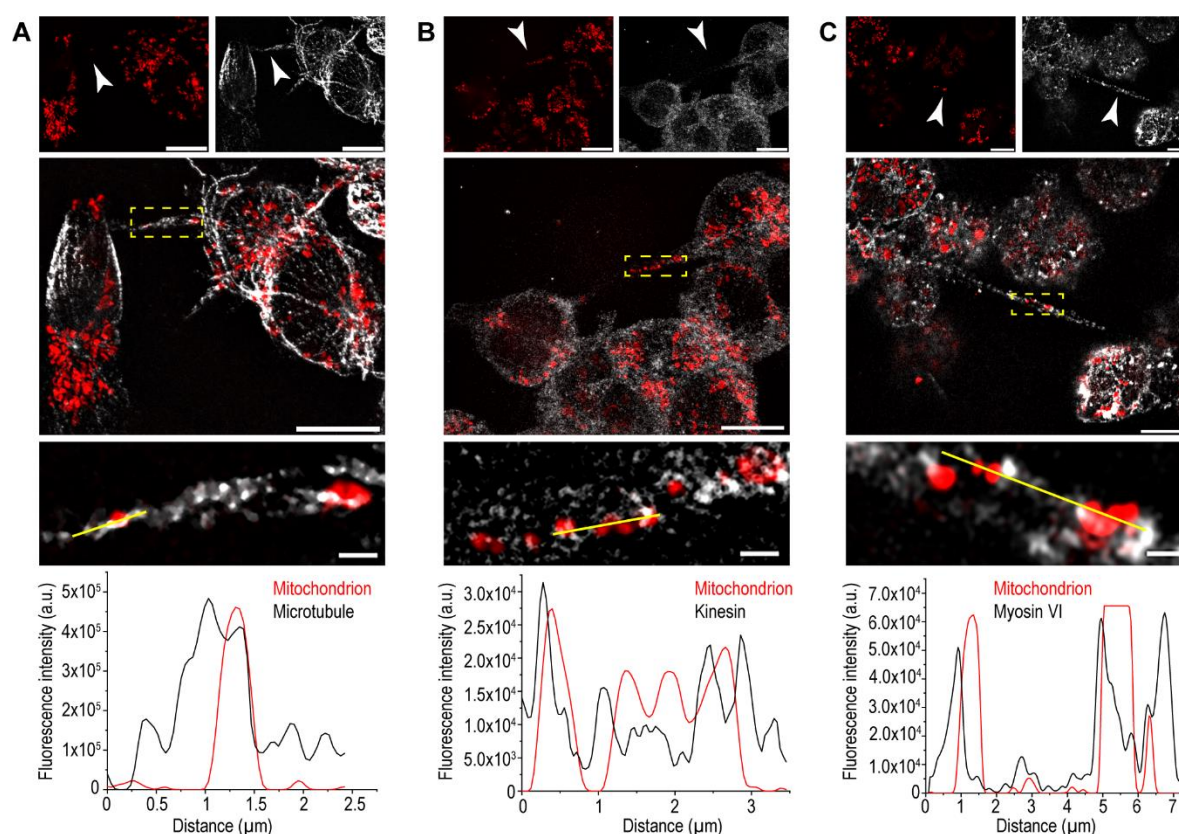 A
B
C
Mitochondrion
Microtubule
Fluorescence intensity (a.u.)
5x10⁵
4x10⁵
3x10⁵
2x10⁵
1x10⁵
0
0.5 1.0 1.5 2.0 2.5
Distance (µm)
Mitochondrion
Kinesin
Fluorescence intensity (a.u.)
3.0x10⁴
2.5x10⁴
2.0x10⁴
1.5x10⁴
1.0x10⁴
5.0x10³
0.0
0 1 2 3
Distance (µm)
Mitochondrion
Myosin VI
Fluorescence intensity (a.u.)
7.0x10⁴
6.0x10⁴
5.0x10⁴
4.0x10⁴
3.0x10⁴
2.0x10⁴
1.0x10⁴
0.0
0 1 2 3 4 5 6 7
Distance (µm)